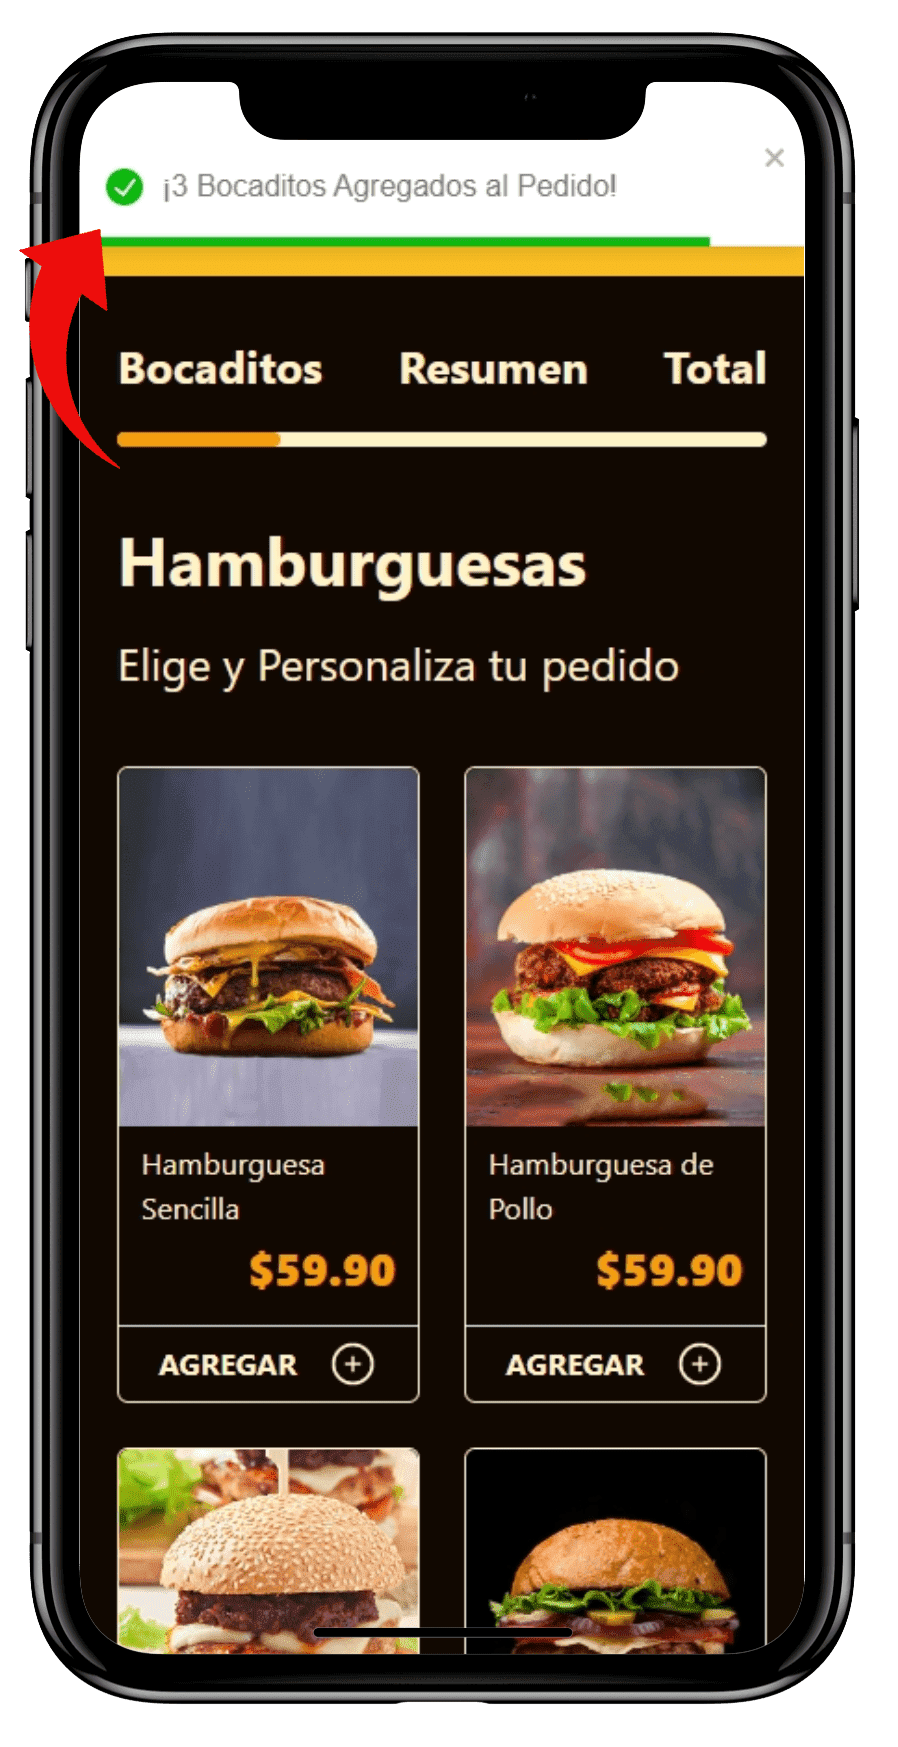 ¡3 Bocaditos Agregados al Pedido!
Bocaditos Resumen Total
Hamburguesas
Elige y Personaliza tu pedido
Hamburguesa
Sencilla
$59.90
AGREGAR
Hamburguesa de
Pollo
$59.90
AGREGAR